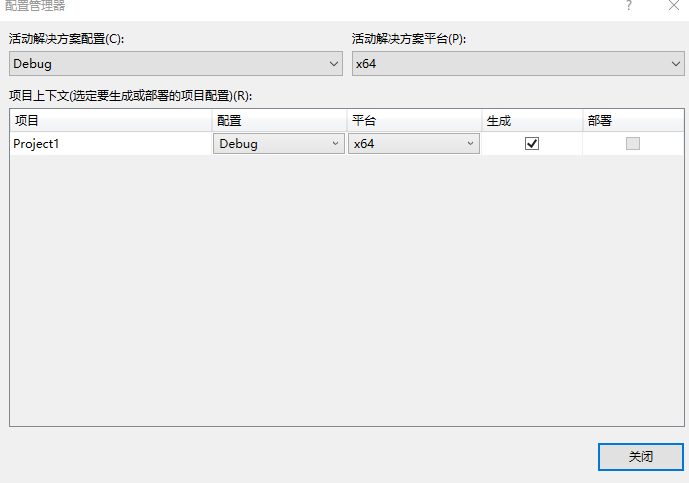 配置管理器
活动解决方案配置(C):
活动解决方案平台(P):
Debug
x64
项目上下文(选定要生成或部署的项目配置)(R):
项目 配置 平台 生成 部署
Project1 Debug x64
关闭